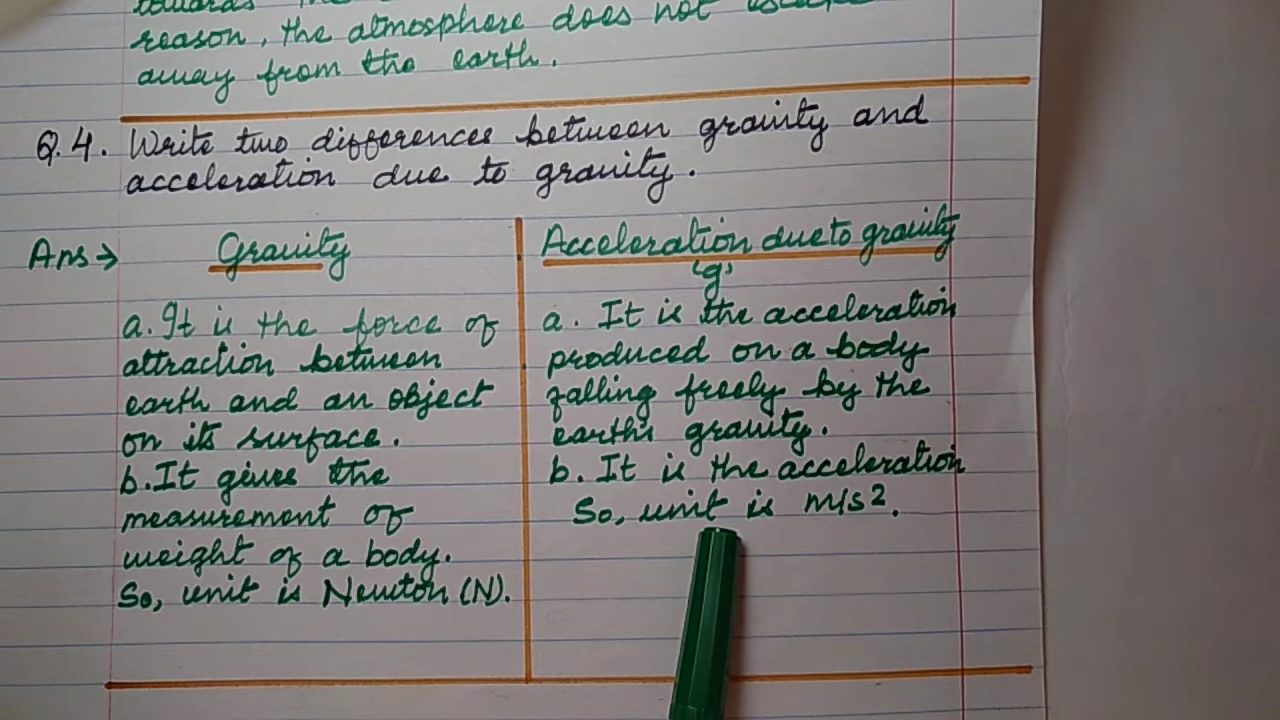 towards the
reason, the atmosphere does not escape
away from the earth.
Q.4. Write two differences between gravity and
acceleration due to gravity.
Ans→
Gravity
a. It is the force of
attraction between
earth and an object
on its surface.
b. It gives the
measurement of
weight of a body.
So, unit is Newton (N).
Acceleration due to gravity
'g'
a. It is the acceleration
produced on a body
falling freely by the
earth's gravity.
b. It is the acceleration
So, unit is m/s².